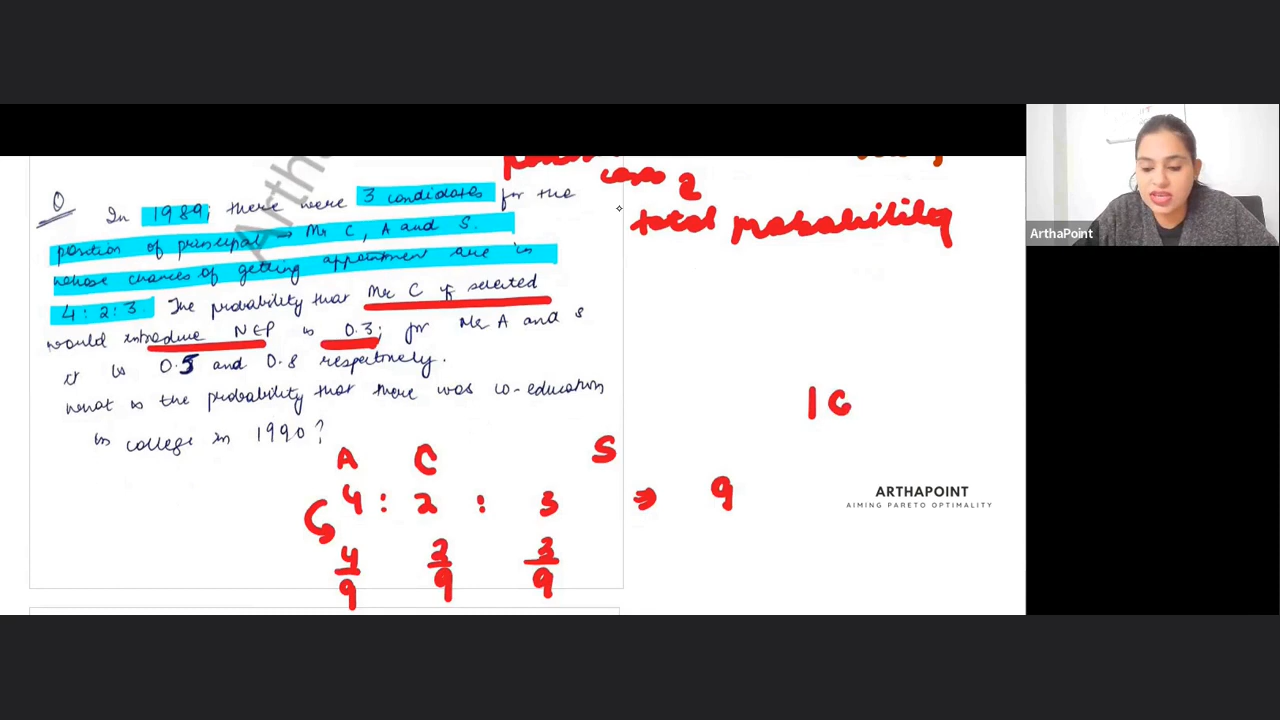 Artha
cases 2
total probability
Q In 1989, there were 3 candidates for the
position of principal → Mr C, A and S.
whose chances of getting appointment are in
4:2:3. The probability that Mr C if selected
would introduce NEP is 0.3; for Mr A and S
it is 0.5 and 0.8 respectively.
What is the probability that there was co-education
in college in 1990?
ArthaPoint
A C S
4 : 2 : 3 ⇒ 9
4/9 2/9 3/9
ARTHAPOINT
AIMING PARETO OPTIMALITY